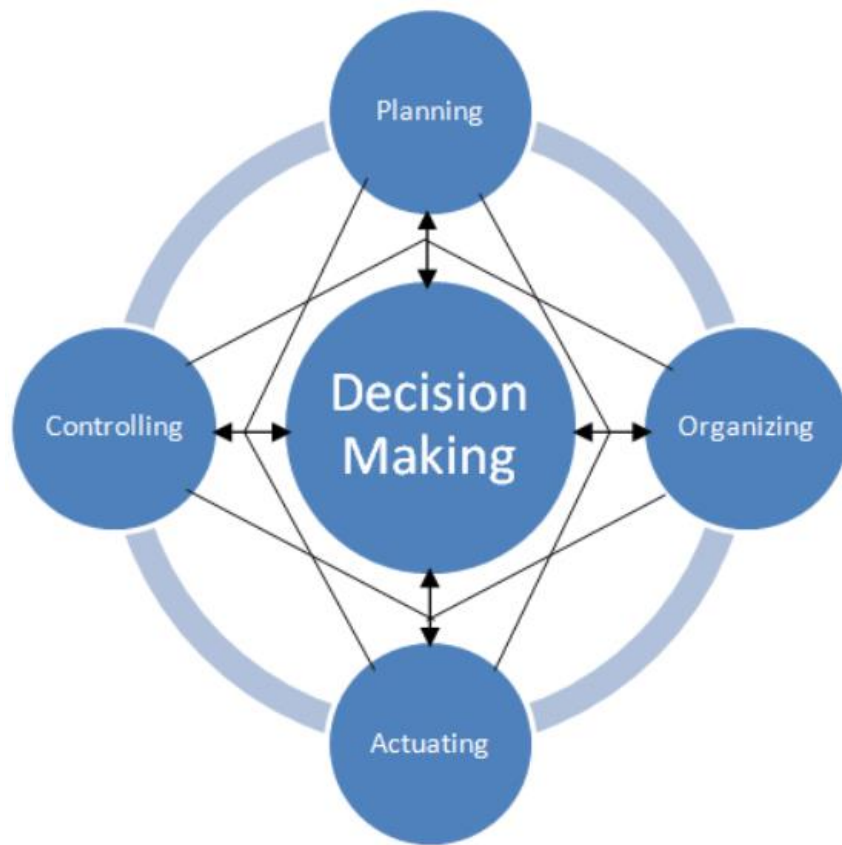 Planning
Controlling
Decision
Making
Organizing
Actuating